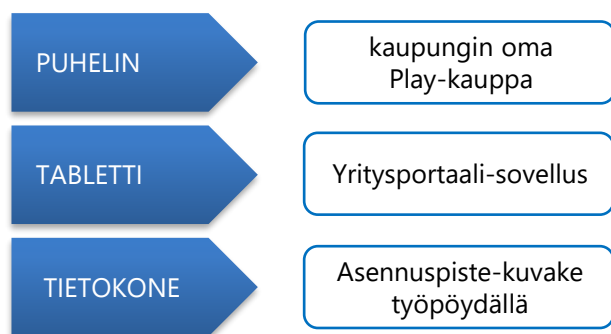 PUHELIN
kaupungin oma
Play-kauppa
TABLETTI
Yritysportaali-sovellus
TIETOKONE
Asennuspiste-kuvake
työpöydällä